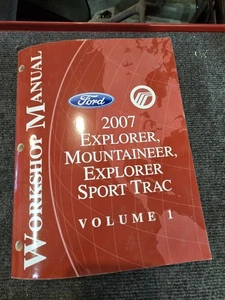 WORKSHOP MANUAL
Ford
2007
EXPLORER,
MOUNTAINEER,
EXPLORER
SPORT TRAC
VOLUME 1